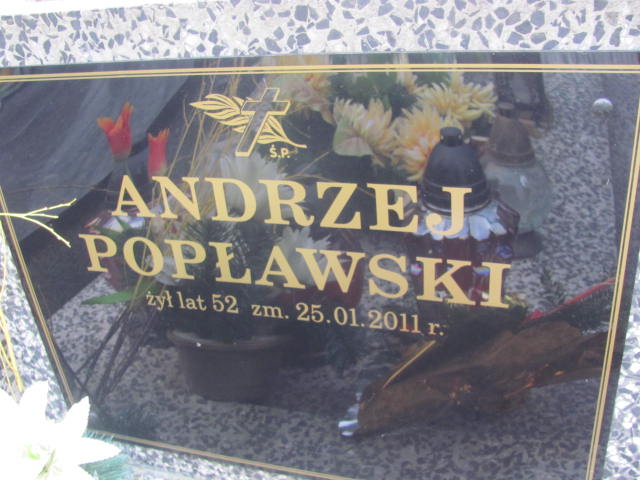 Ś.P.
ANDRZEJ
POPŁAWSKI
żył lat 52 zm. 25.01.2011 r.